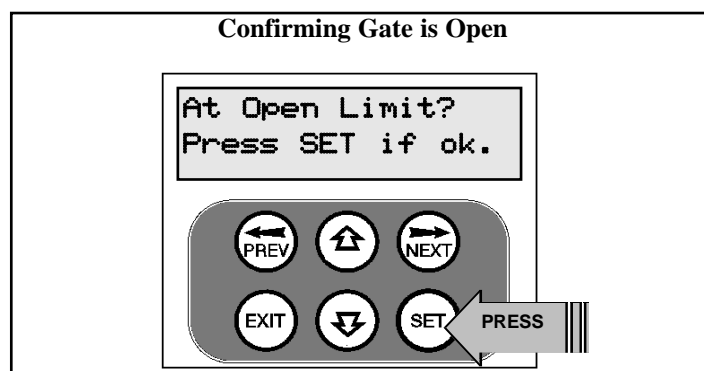 Confirming Gate is Open
At Open Limit?
Press SET if ok.
PREV
NEXT
EXIT
SET
PRESS